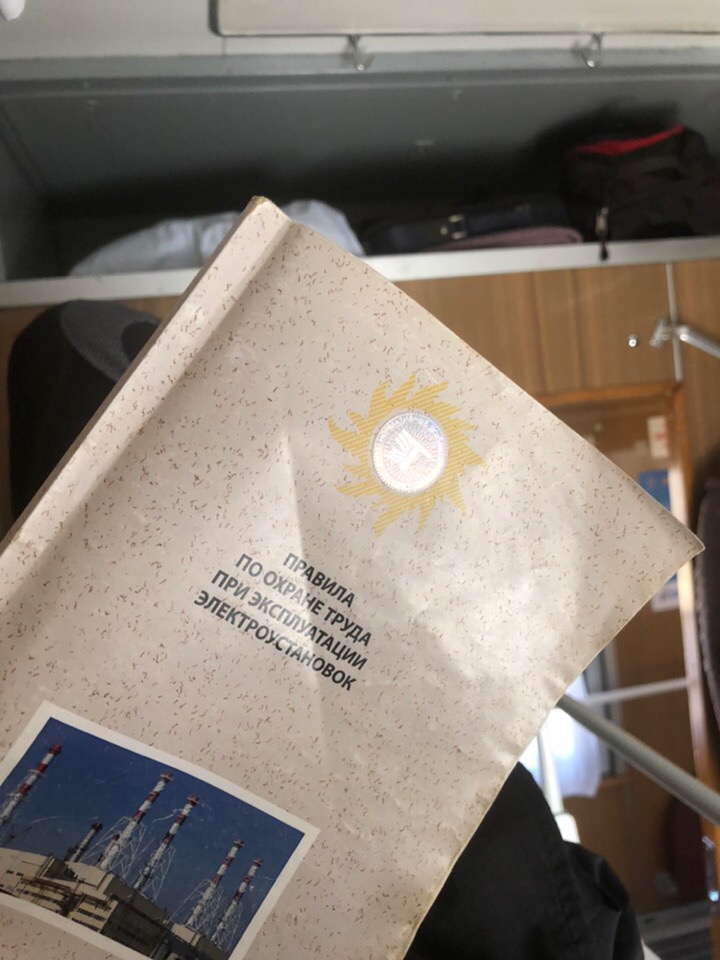 ПРАВИЛА
ПО ОХРАНЕ ТРУДА
ПРИ ЭКСПЛУАТАЦИИ
ЭЛЕКТРОУСТАНОВОК